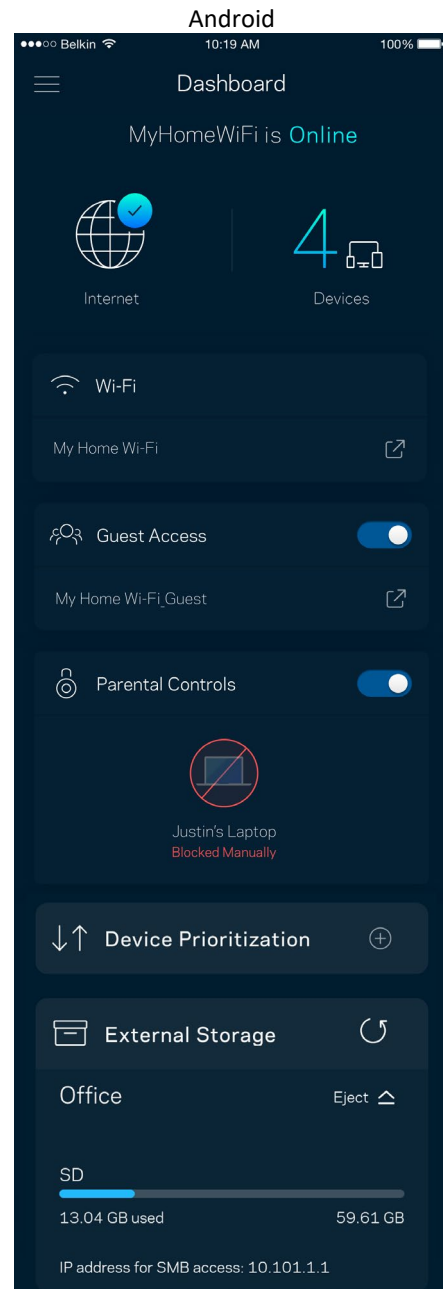 Android
Belkin 10:19 AM 100%
Dashboard
MyHomeWiFi is Online
4
Internet Devices
Wi-Fi
My Home Wi-Fi
Guest Access
My Home Wi-Fi_Guest
Parental Controls
Justin's Laptop
Blocked Manually
Device Prioritization
External Storage
Office Eject
SD
13.04 GB used 59.61 GB
IP address for SMB access: 10.101.1.1